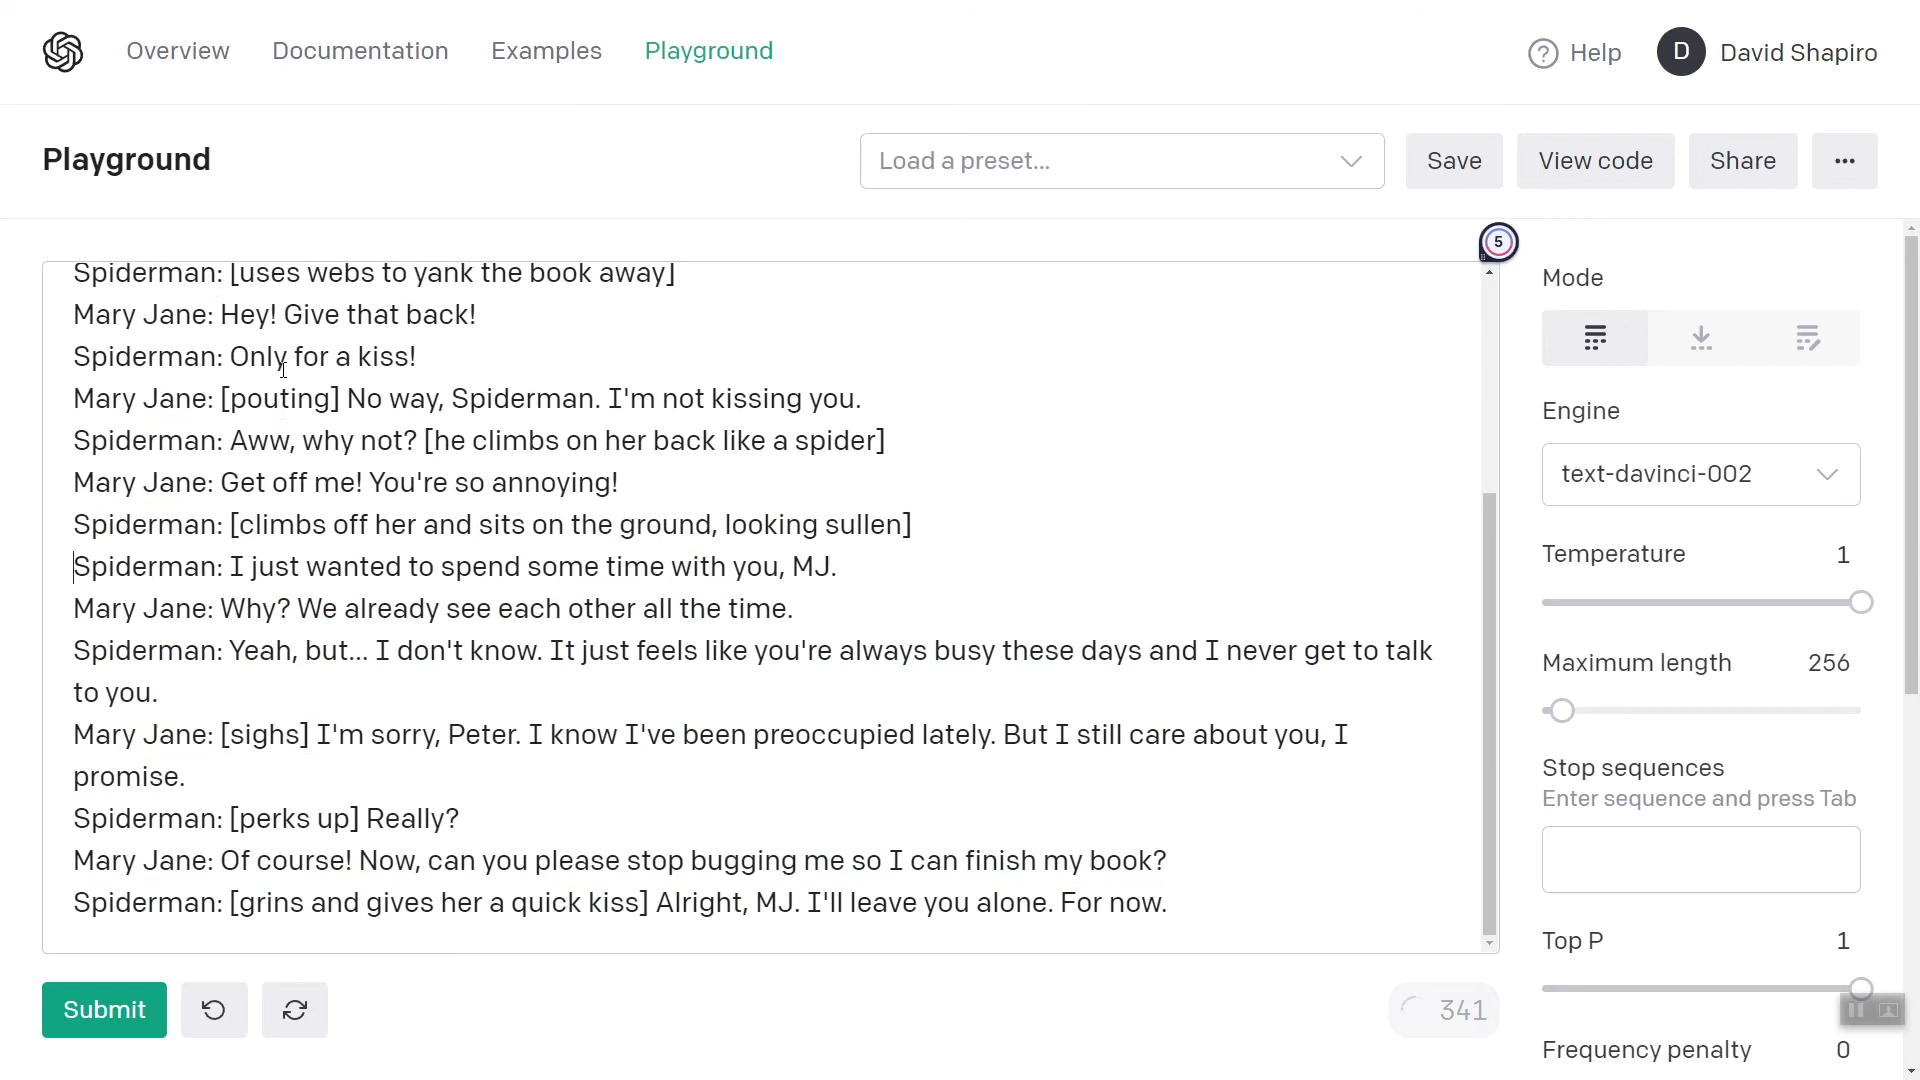 Overview Documentation Examples Playground Help D David Shapiro
Playground Load a preset... Save View code Share ...
5
Spiderman: [uses webs to yank the book away]
Mary Jane: Hey! Give that back!
Spiderman: Only for a kiss!
Mary Jane: [pouting] No way, Spiderman. I'm not kissing you.
Spiderman: Aww, why not? [he climbs on her back like a spider]
Mary Jane: Get off me! You're so annoying!
Spiderman: [climbs off her and sits on the ground, looking sullen]
Spiderman: I just wanted to spend some time with you, MJ.
Mary Jane: Why? We already see each other all the time.
Spiderman: Yeah, but... I don't know. It just feels like you're always busy these days and I never get to talk
to you.
Mary Jane: [sighs] I'm sorry, Peter. I know I've been preoccupied lately. But I still care about you, I
promise.
Spiderman: [perks up] Really?
Mary Jane: Of course! Now, can you please stop bugging me so I can finish my book?
Spiderman: [grins and gives her a quick kiss] Alright, MJ. I'll leave you alone. For now.
Submit 341
Mode
Engine
text-davinci-002
Temperature 1
Maximum length 256
Stop sequences
Enter sequence and press Tab
Top P 1
Frequency penalty 0